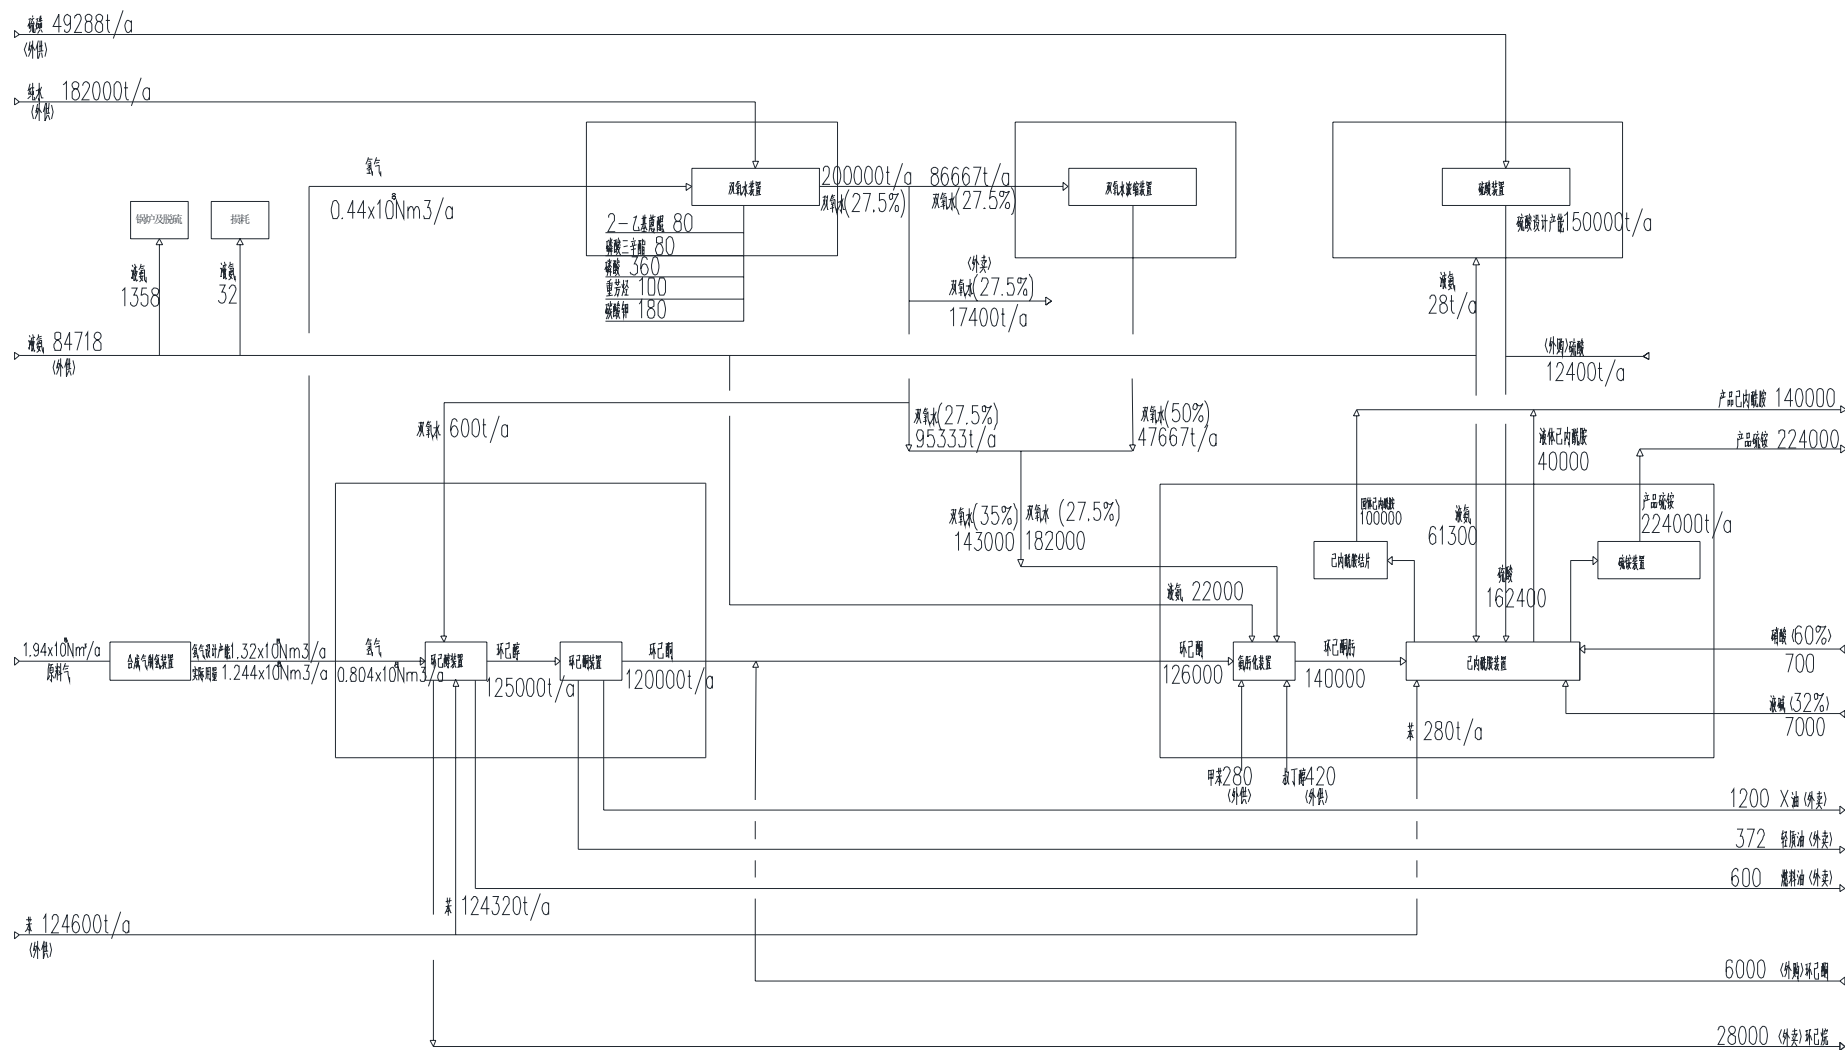 硫磺 49288t/a
(外供)
纯水 182000t/a
(外供)
氢气
0.44x10⁸Nm3/a
双氧水装置
200000t/a
双氧水(27.5%)
86667t/a
双氧水(27.5%)
双氧水浓缩装置
硫酸装置
硫酸设计产能150000t/a
锅炉及脱硫
损耗
2-乙基蒽醌 80
磷酸三辛酯 80
磷酸 360
重芳烃 100
碳酸钾 180
液氨
1358
液氨
32
(外卖)
双氧水(27.5%)
17400t/a
液氨
28t/a
液氨 84718
(外供)
(外购)硫酸
12400t/a
产品己内酰胺 140000
双氧水 600t/a
双氧水(27.5%)
95333t/a
双氧水(50%)
47667t/a
液体己内酰胺
40000
产品硫铵 224000
双氧水(35%)
143000
双氧水 (27.5%)
182000
固体己内酰胺
100000
液氨
61300
产品硫铵
224000t/a
己内酰胺结片
硫铵装置
液氨 22000
硫酸
162400
1.94x10⁸Nm³/a
原料气
合成气制氢装置
氢气设计产能1.32x10⁸Nm3/a
实际用量 1.244x10⁸Nm3/a
氢气
0.804x10⁸Nm3/a
环己醇装置
环己醇
125000t/a
环己酮装置
环己酮
120000t/a
环己酮
126000
氨肟化装置
环己酮肟
140000
己内酰胺装置
硝酸 (60%)
700
液碱 (32%)
7000
苯 280t/a
甲苯280
(外供)
叔丁醇420
(外供)
1200 X油 (外卖)
372 轻质油 (外卖)
600 燃料油 (外卖)
苯 124320t/a
苯 124600t/a
(外供)
6000 (外购)环己酮
28000 (外卖)环己烷